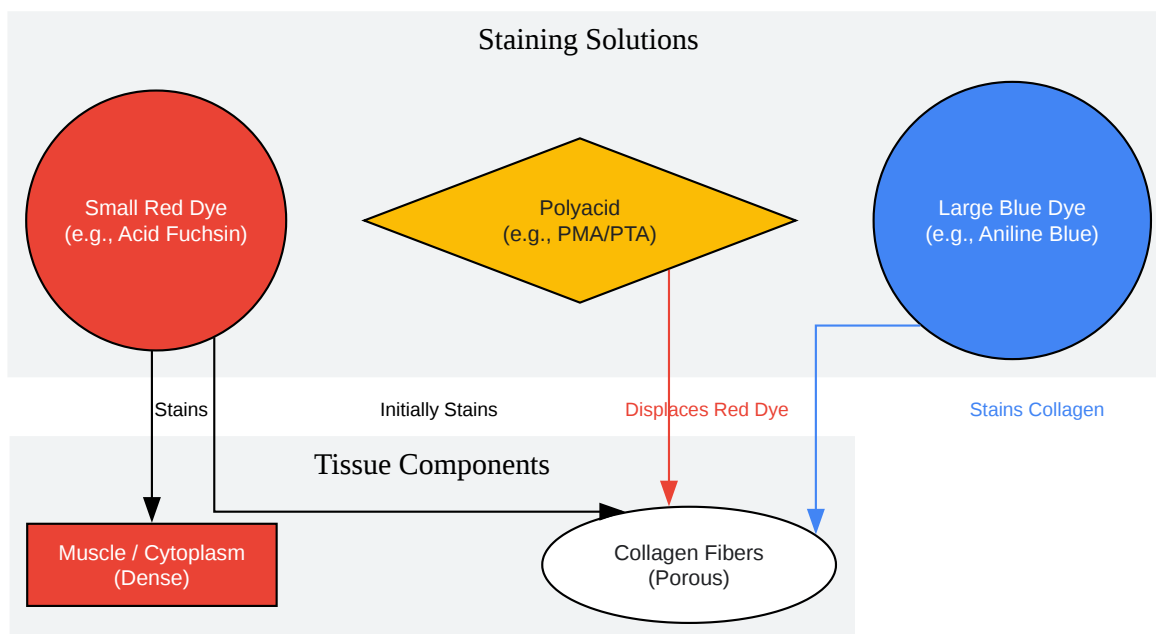 Staining Solutions
Small Red Dye
(e.g., Acid Fuchsin)
Polyacid
(e.g., PMA/PTA)
Large Blue Dye
(e.g., Aniline Blue)
Stains
Initially Stains
Displaces Red Dye
Stains Collagen
Tissue Components
Muscle / Cytoplasm
(Dense)
Collagen Fibers
(Porous)